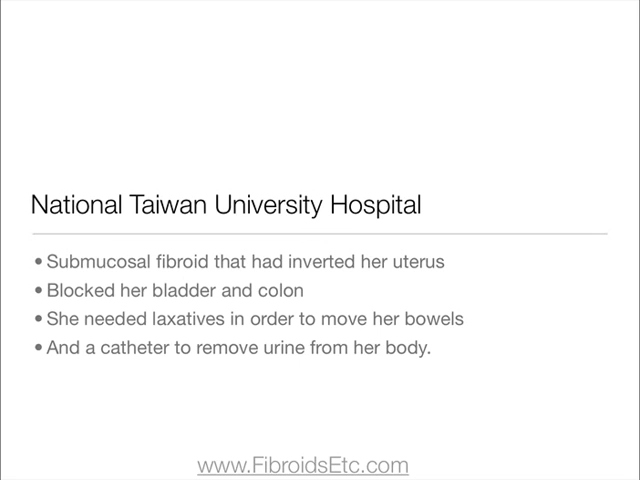 National Taiwan University Hospital
• Submucosal fibroid that had inverted her uterus
• Blocked her bladder and colon
• She needed laxatives in order to move her bowels
• And a catheter to remove urine from her body.
www.FibroidsEtc.com